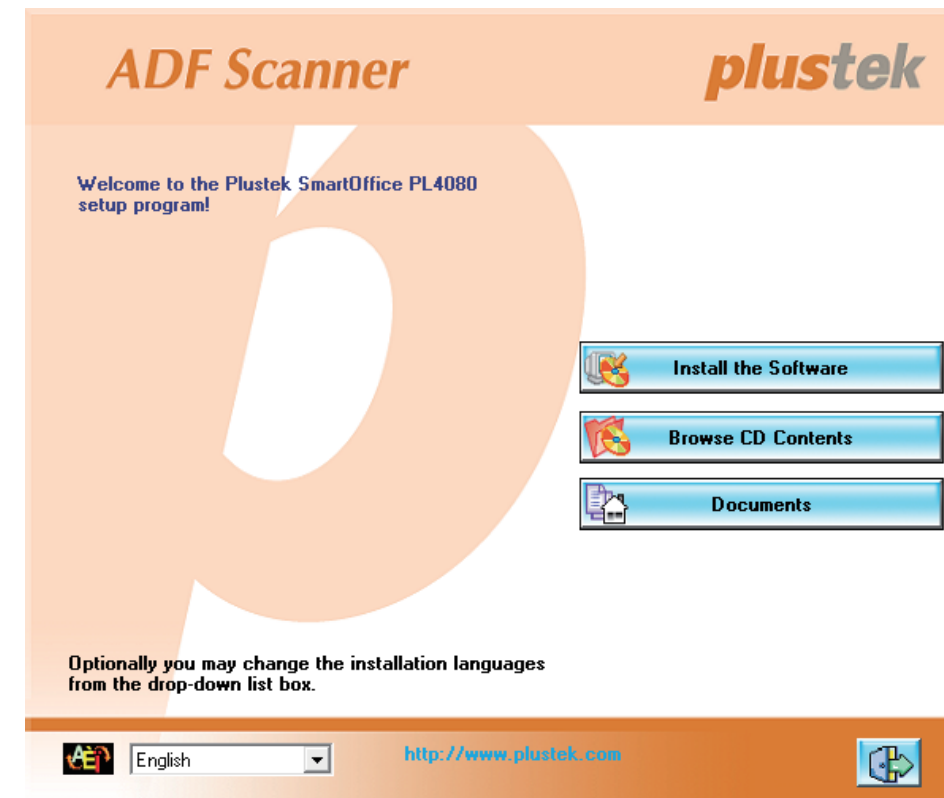 ADF Scanner
plustek
Welcome to the Plustek SmartOffice PL4080
setup program!
Install the Software
Browse CD Contents
Documents
Optionally you may change the installation languages
from the drop-down list box.
English
http://www.plustek.com